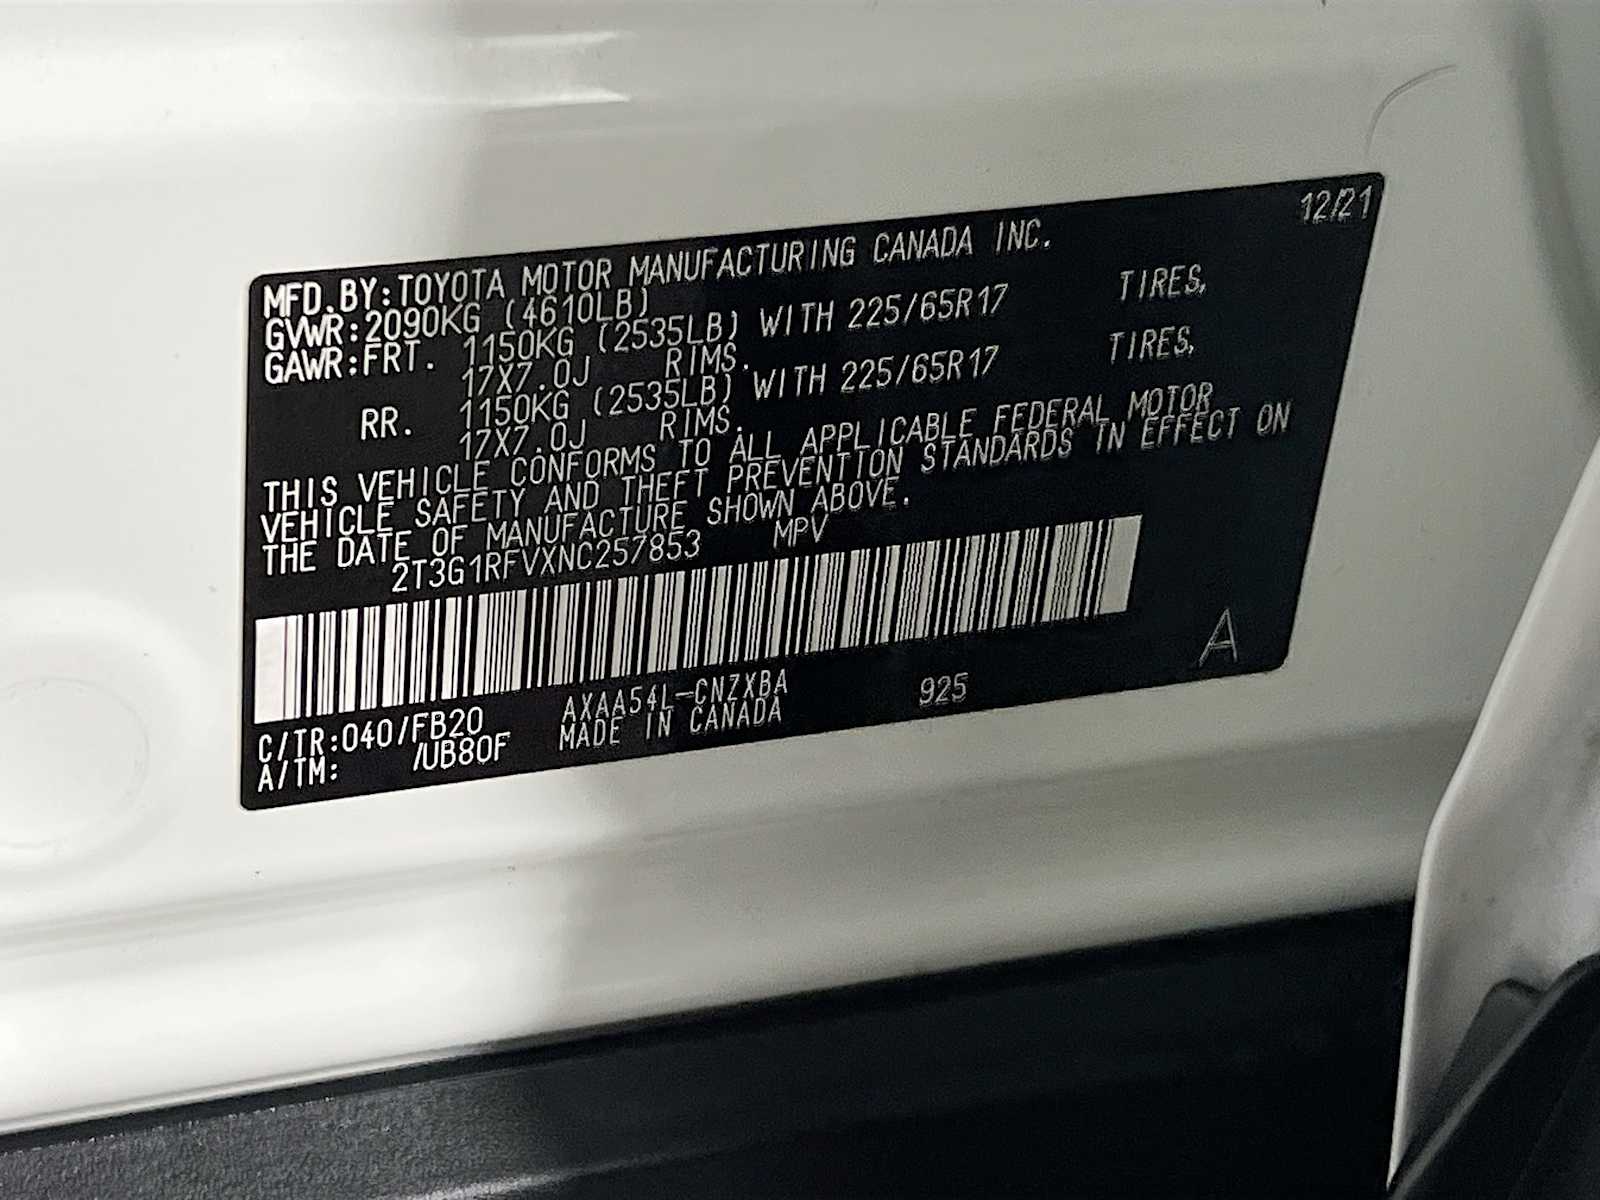 12/21
MFD.BY:TOYOTA MOTOR MANUFACTURING CANADA INC.
GVWR:2090KG (4610LB)
GAWR:FRT. 1150KG (2535LB) WITH 225/65R17 TIRES,
17X7.0J RIMS.
RR. 1150KG (2535LB) WITH 225/65R17 TIRES,
17X7.0J RIMS.
THIS VEHICLE CONFORMS TO ALL APPLICABLE FEDERAL MOTOR
VEHICLE SAFETY AND THEFT PREVENTION STANDARDS IN EFFECT ON
THE DATE OF MANUFACTURE SHOWN ABOVE.
2T3G1RFVXNC257853 MPV
C/TR:040/FB20 AXAA54L-CNZXBA 925 A
A/TM: /UB80F MADE IN CANADA